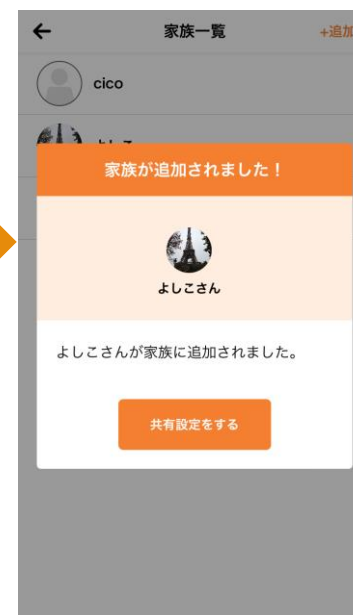 家族一覧
+追加
cico
家族が追加されました！
よしこさん
よしこさんが家族に追加されました。
共有設定をする